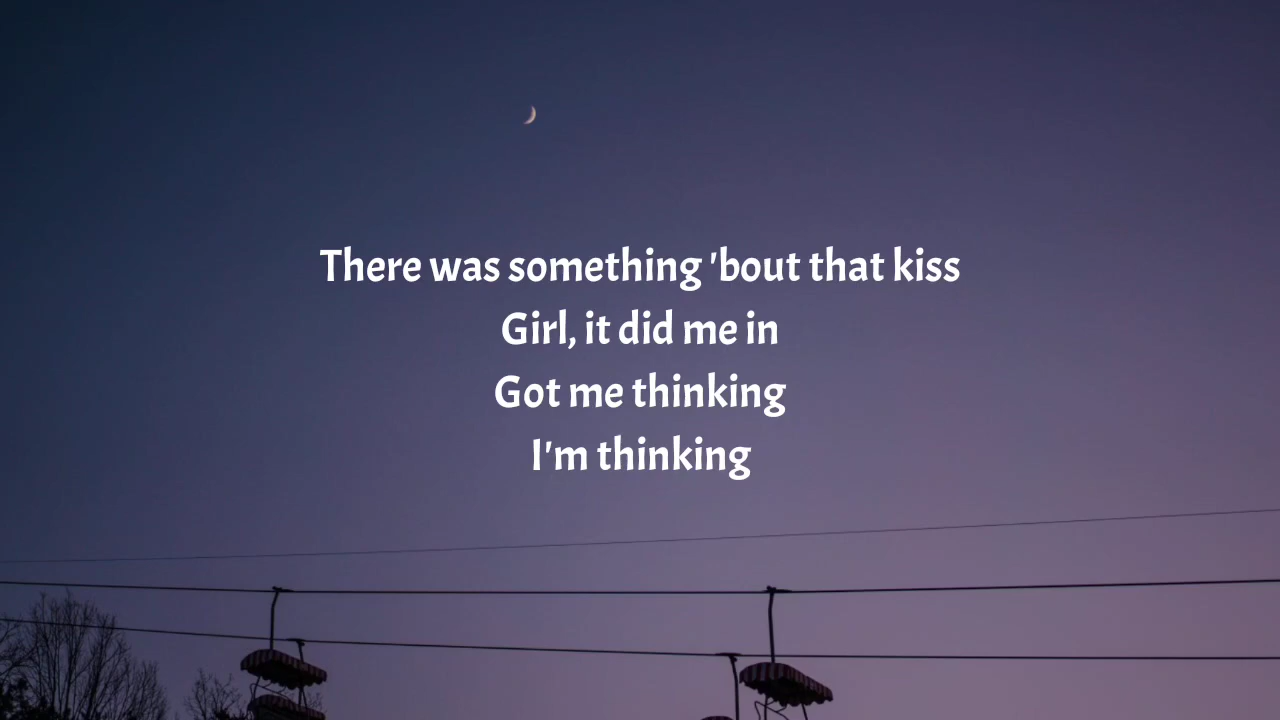 There was something 'bout that kiss
Girl, it did me in
Got me thinking
I'm thinking